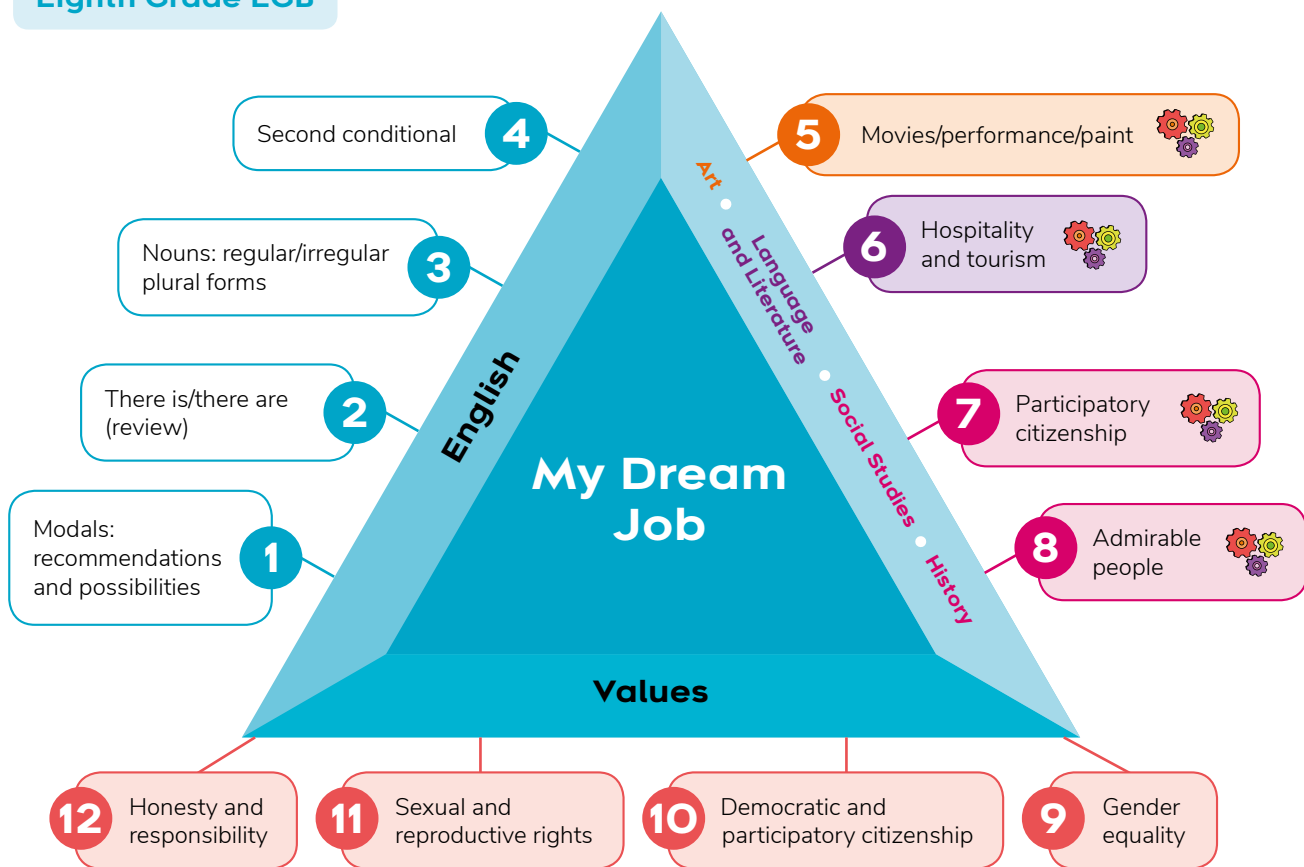 Eighth Grade EGB
4
Second conditional
3
Nouns: regular/irregular
plural forms
2
There is/there are
(review)
1
Modals:
recommendations
and possibilities
English
My Dream
Job
Values
Art • Language
and Literature • Social Studies • History
5
Movies/performance/paint
6
Hospitality
and tourism
7
Participatory
citizenship
8
Admirable
people
12
Honesty and
responsibility
11
Sexual and
reproductive rights
10
Democratic and
participatory citizenship
9
Gender
equality